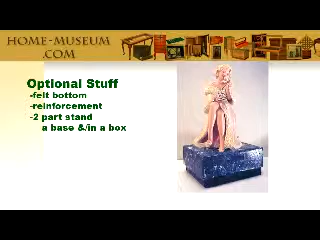 HOME-MUSEUM
.COM
Optional Stuff
-felt bottom
-reinforcement
-2 part stand
a base &/in a box